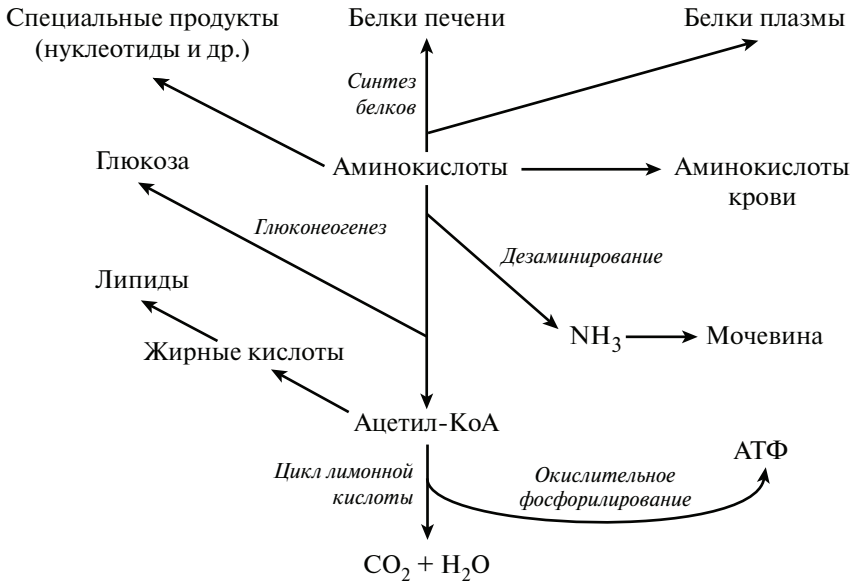 Специальные продукты
(нуклеотиды и др.)
Белки печени
Белки плазмы
Синтез
белков
Глюкоза
Аминокислоты
Аминокислоты
крови
Глюконеогенез
Дезаминирование
Липиды
NH₃
Мочевина
Жирные кислоты
Ацетил-КоА
Цикл лимонной
кислоты
Окислительное
фосфорилирование
АТФ
CO₂ + H₂O